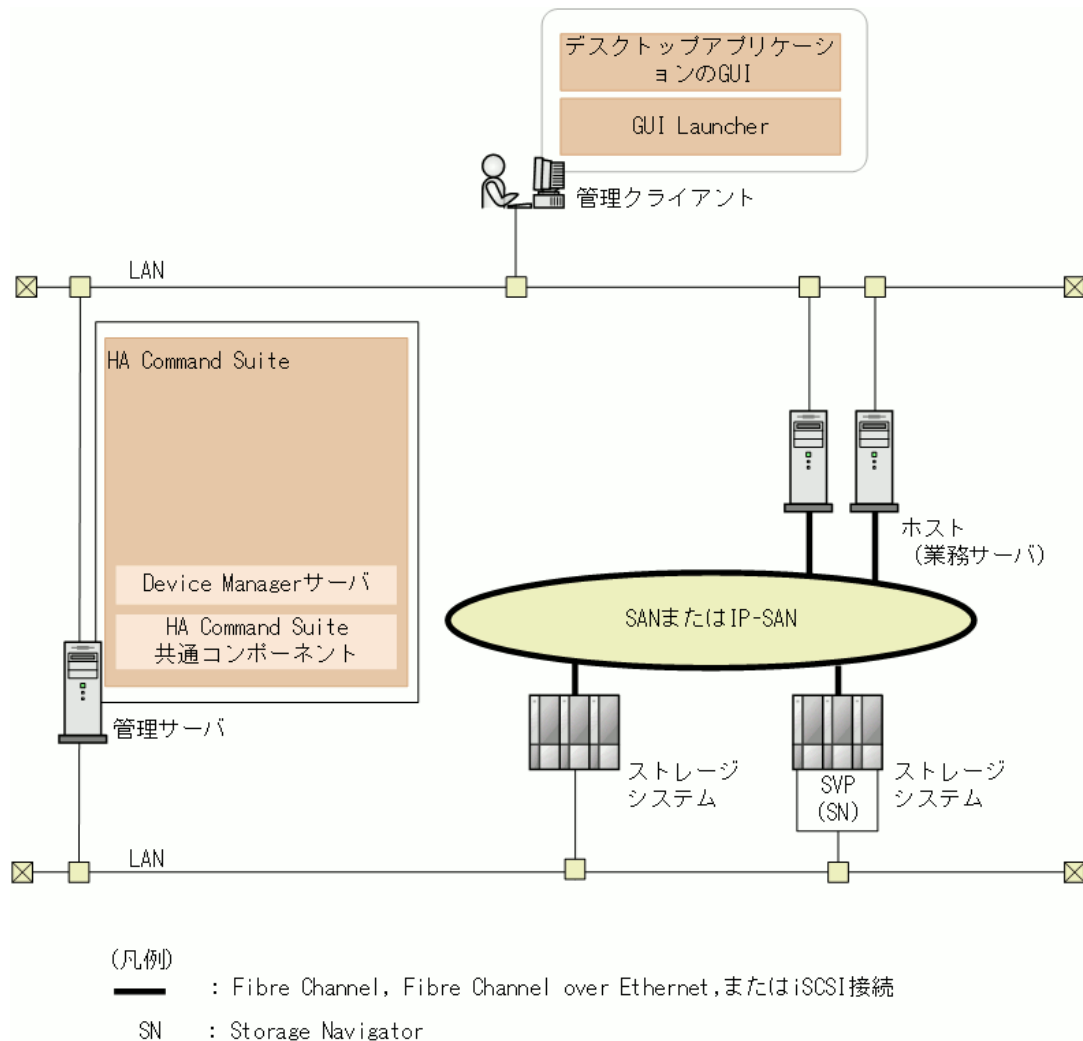 デスクトップアプリケーシ
ョンのGUI
GUI Launcher
管理クライアント
LAN
HA Command Suite
ホスト
(業務サーバ)
Device Managerサーバ
SANまたはIP-SAN
HA Command Suite
共通コンポーネント
管理サーバ
ストレージ
システム
SVP
(SN)
ストレージ
システム
LAN
(凡例)
: Fibre Channel, Fibre Channel over Ethernet,またはiSCSI接続
SN : Storage Navigator